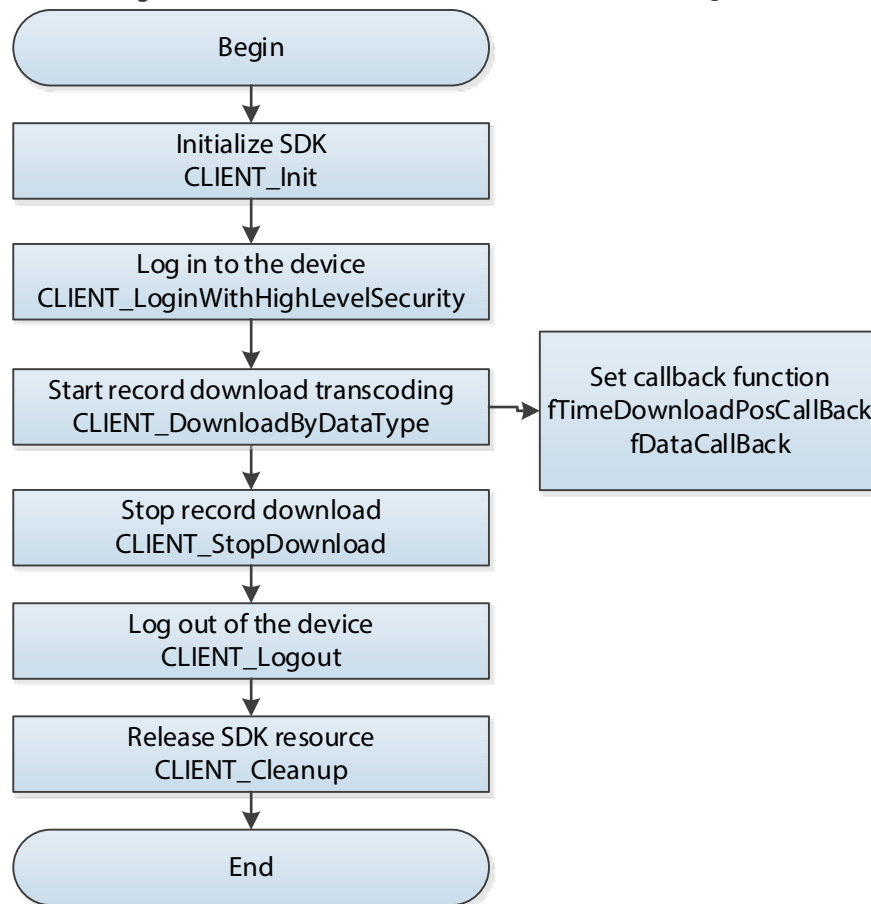 Begin
Initialize SDK
CLIENT_Init
Log in to the device
CLIENT_LoginWithHighLevelSecurity
Start record download transcoding
CLIENT_DownloadByDataType
Set callback function
fTimeDownloadPosCallBack
fDataCallBack
Stop record download
CLIENT_StopDownload
Log out of the device
CLIENT_Logout
Release SDK resource
CLIENT_Cleanup
End